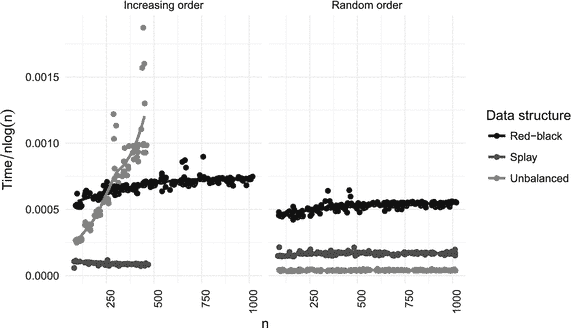 Increasing order
Random order
Time/nlog(n)
0.0015
0.0010
0.0005
0.0000
250
500
750
1000
250
500
750
1000
n
Data structure
Red-black
Splay
Unbalanced